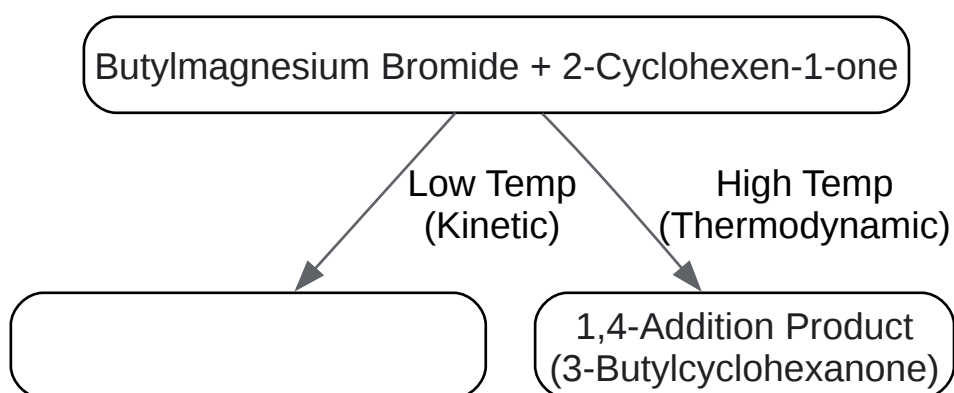 Butylmagnesium Bromide + 2-Cyclohexen-1-one
Low Temp
(Kinetic)
High Temp
(Thermodynamic)
1,4-Addition Product
(3-Butylcyclohexanone)